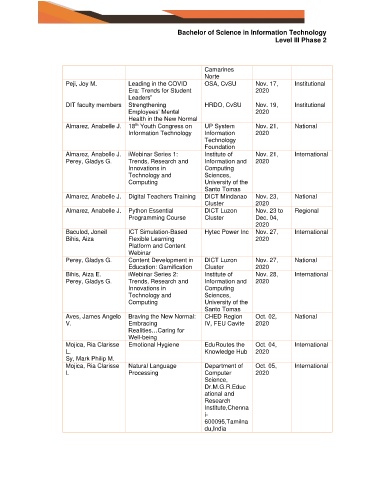 Bachelor of Science in Information Technology
Level III Phase 2
Camarines
Norte
Peji, Joy M. Leading in the COVID OSA, CvSU Nov. 17, Institutional
Era: Trends for Student 2020
Leaders"
DIT faculty members Strengthening HRDO, CvSU Nov. 19, Institutional
Employees' Mental 2020
Health in the New Normal
Almarez, Anabelle J. 18th Youth Congress on UP System Nov. 21, National
Information Technology Information 2020
Technology
Foundation
Almarez, Anabelle J. iWebinar Series 1: Institute of Nov. 21, International
Perey, Gladys G. Trends, Research and Information and 2020
Innovations in Computing
Technology and Sciences,
Computing University of the
Santo Tomas
Almarez, Anabelle J. Digital Teachers Training DICT Mindanao Nov. 23, National
Cluster 2020
Almarez, Anabelle J. Python Essential DICT Luzon Nov. 23 to Regional
Programming Course Cluster Dec. 04,
2020
Baculod, Joneil ICT Simulation-Based Hytec Power Inc Nov. 27, International
Bihis, Aiza Flexible Learning 2020
Platform and Content
Webinar
Perey, Gladys G. Content Development in DICT Luzon Nov. 27, National
Education: Gamification Cluster 2020
Bihis, Aiza E. iWebinar Series 2: Institute of Nov. 28, International
Perey, Gladys G. Trends, Research and Information and 2020
Innovations in Computing
Technology and Sciences,
Computing University of the
Santo Tomas
Aves, James Angelo Braving the New Normal: CHED Region Oct. 02, National
V. Embracing IV, FEU Cavite 2020
Realities...Caring for
Well-being
Mojica, Ria Clarisse Emotional Hygiene EduRoutes the Oct. 04, International
L. Knowledge Hub 2020
Sy, Mark Philip M.
Mojica, Ria Clarisse Natural Language Department of Oct. 05, International
l. Processing Computer 2020
Science,
Dr.M.G.R.Educ
ational and
Research
Institute,Chenna
i-
600095,Tamilna
du,India